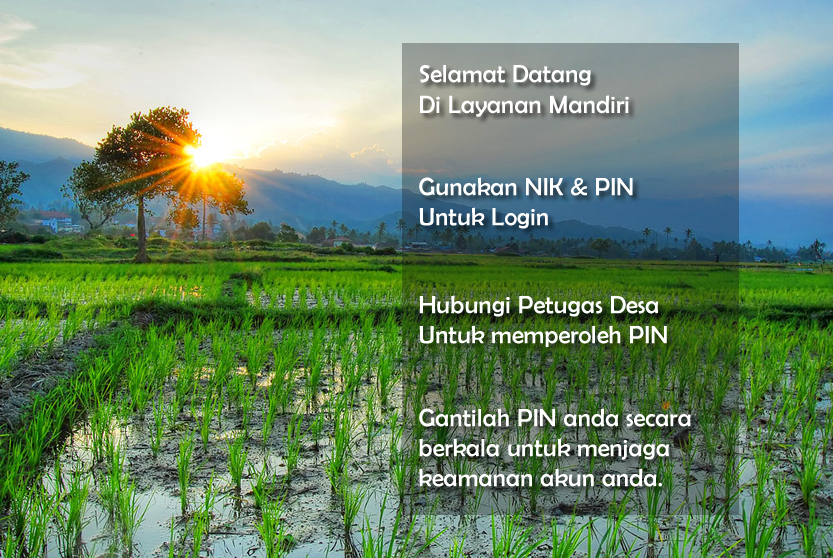 Selamat Datang
Di Layanan Mandiri
Gunakan NIK & PIN
Untuk Login
Hubungi Petugas Desa
Untuk memperoleh PIN
Gantilah PIN anda secara
berkala untuk menjaga
keamanan akun anda.